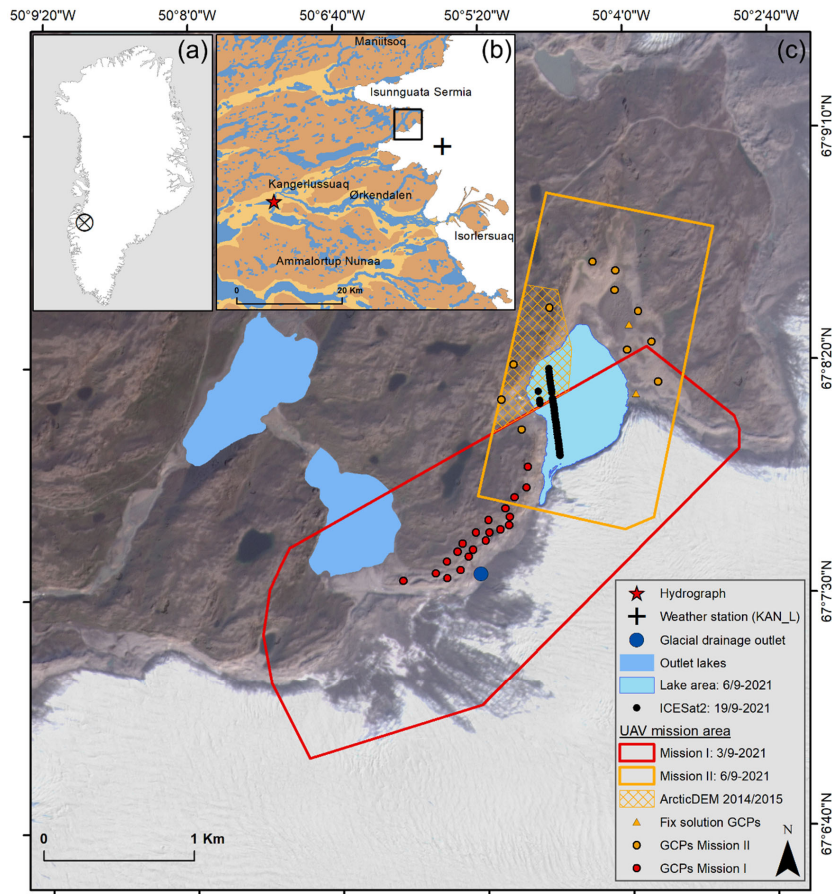 50°9'20"W
50°8'0"W
50°6'40"W
50°5'20"W
50°4'0"W
50°2'40"W
(a)
(b)
(c)
Maniitsoq
Isunnguata Sermia
Kangerlussuaq
Ørkendalen
Isorlersuaq
Ammalortup Nunaa
0 20 Km
67°9'10"N
67°8'20"N
67°7'30"N
67°6'40"N
Hydrograph
Weather station (KAN_L)
Glacial drainage outlet
Outlet lakes
Lake area: 6/9-2021
ICESat2: 19/9-2021
UAV mission area
Mission I: 3/9-2021
Mission II: 6/9-2021
ArcticDEM 2014/2015
Fix solution GCPs
GCPs Mission II
GCPs Mission I
N
0 1 Km